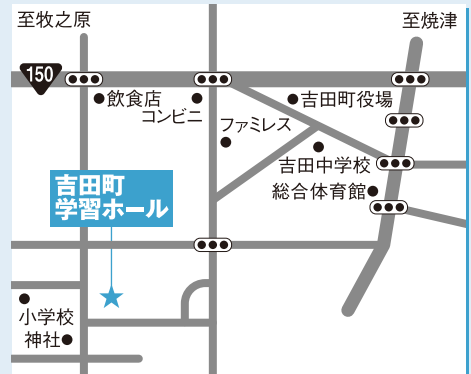 至牧之原
至焼津
150
飲食店
コンビニ
吉田町役場
ファミレス
吉田中学校
総合体育館
吉田町
学習ホール
小学校
神社